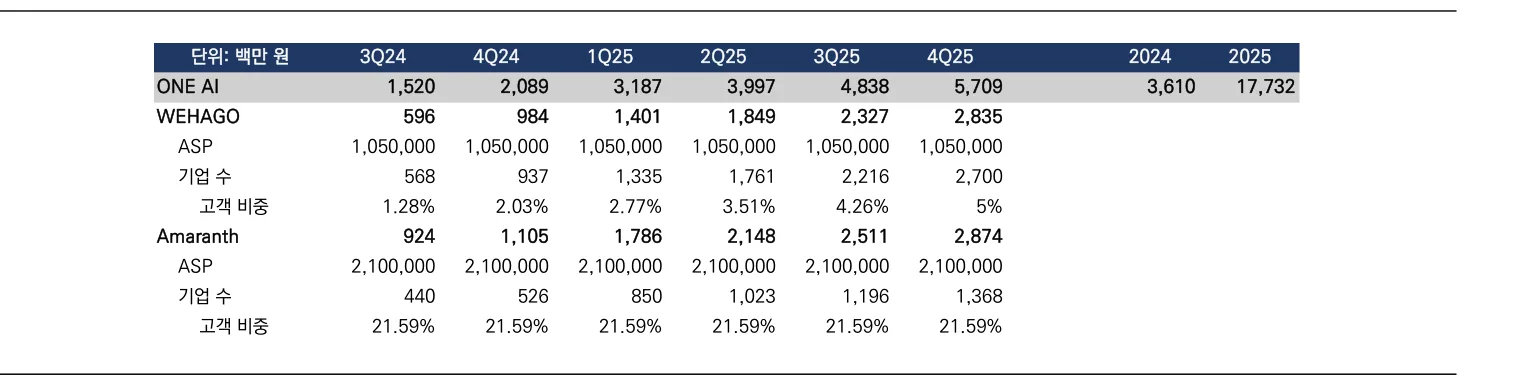 단위: 백만 원 3Q24 4Q24 1Q25 2Q25 3Q25 4Q25 2024 2025
ONE AI 1,520 2,089 3,187 3,997 4,838 5,709 3,610 17,732
WEHAGO 596 984 1,401 1,849 2,327 2,835
ASP 1,050,000 1,050,000 1,050,000 1,050,000 1,050,000 1,050,000
기업 수 568 937 1,335 1,761 2,216 2,700
고객 비중 1.28% 2.03% 2.77% 3.51% 4.26% 5%
Amaranth 924 1,105 1,786 2,148 2,511 2,874
ASP 2,100,000 2,100,000 2,100,000 2,100,000 2,100,000 2,100,000
기업 수 440 526 850 1,023 1,196 1,368
고객 비중 21.59% 21.59% 21.59% 21.59% 21.59% 21.59%